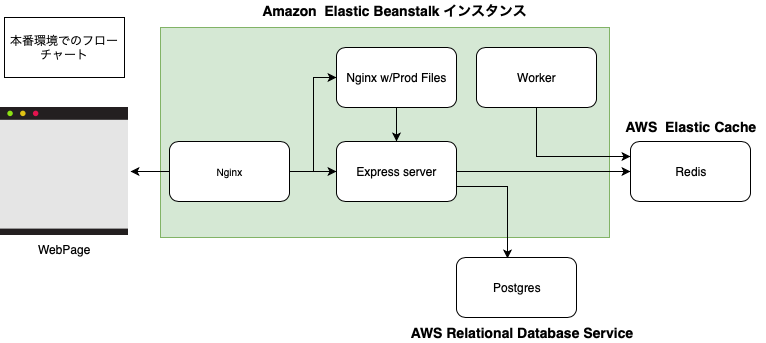 Amazon Elastic Beanstalk インスタンス
本番環境でのフロー
チャート
Nginx w/Prod Files
Worker
AWS Elastic Cache
Nginx
Express server
Redis
WebPage
Postgres
AWS Relational Database Service